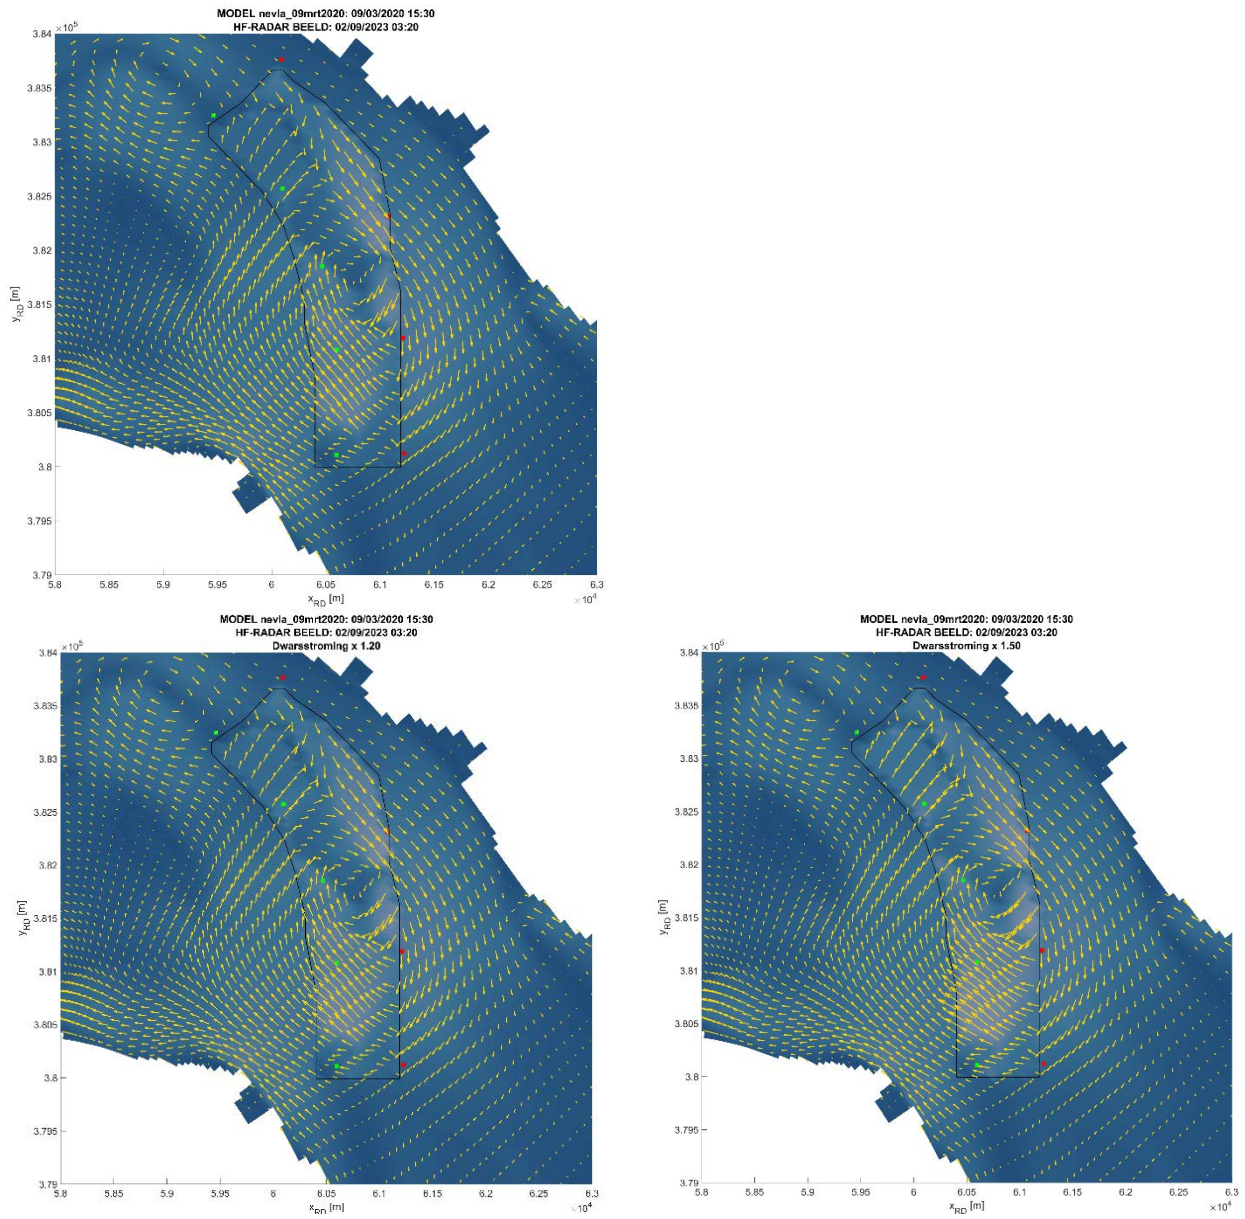 MODEL nevla_09mrt2020: 09/03/2020 15:30
HF-RADAR BEELD: 02/09/2023 03:20
×10⁵
3.84
3.835
3.83
3.825
3.82
3.815
3.81
3.805
3.8
3.795
3.79
y_RD [m]
5.8 5.85 5.9 5.95 6 6.05 6.1 6.15 6.2 6.25 6.3
x_RD [m]
×10⁴
MODEL nevla_09mrt2020: 09/03/2020 15:30
HF-RADAR BEELD: 02/09/2023 03:20
Dwarsstroming x 1.20
×10⁵
3.84
3.835
3.83
3.825
3.82
3.815
3.81
3.805
3.8
3.795
3.79
y_RD [m]
5.8 5.85 5.9 5.95 6 6.05 6.1 6.15 6.2 6.25 6.3
x_RD [m]
×10⁴
MODEL nevla_09mrt2020: 09/03/2020 15:30
HF-RADAR BEELD: 02/09/2023 03:20
Dwarsstroming x 1.50
×10⁵
3.84
3.835
3.83
3.825
3.82
3.815
3.81
3.805
3.8
3.795
3.79
y_RD [m]
5.8 5.85 5.9 5.95 6 6.05 6.1 6.15 6.2 6.25 6.3
x_RD [m]
×10⁴